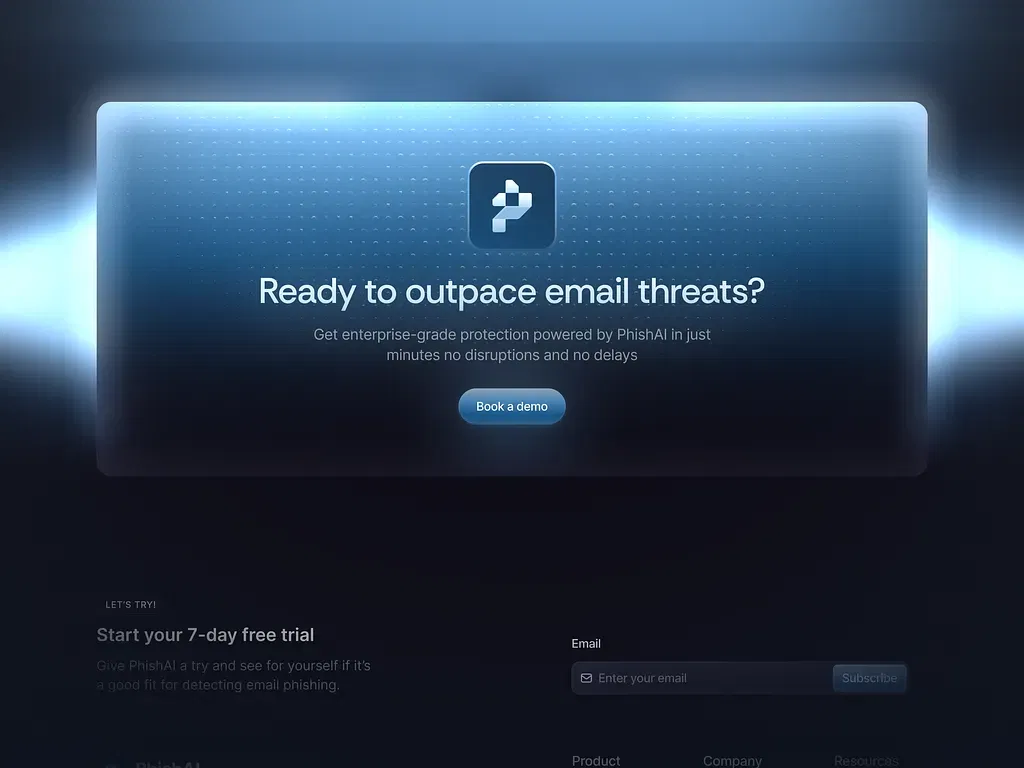 Ready to outpace email threats?
Get enterprise-grade protection powered by PhishAI in just
minutes no disruptions and no delays
Book a demo
LET'S TRY!
Start your 7-day free trial
Give PhishAI a try and see for yourself if it's
a good fit for detecting email phishing.
Email
Enter your email
Subscribe
PhishAI
Product
Company
Resources